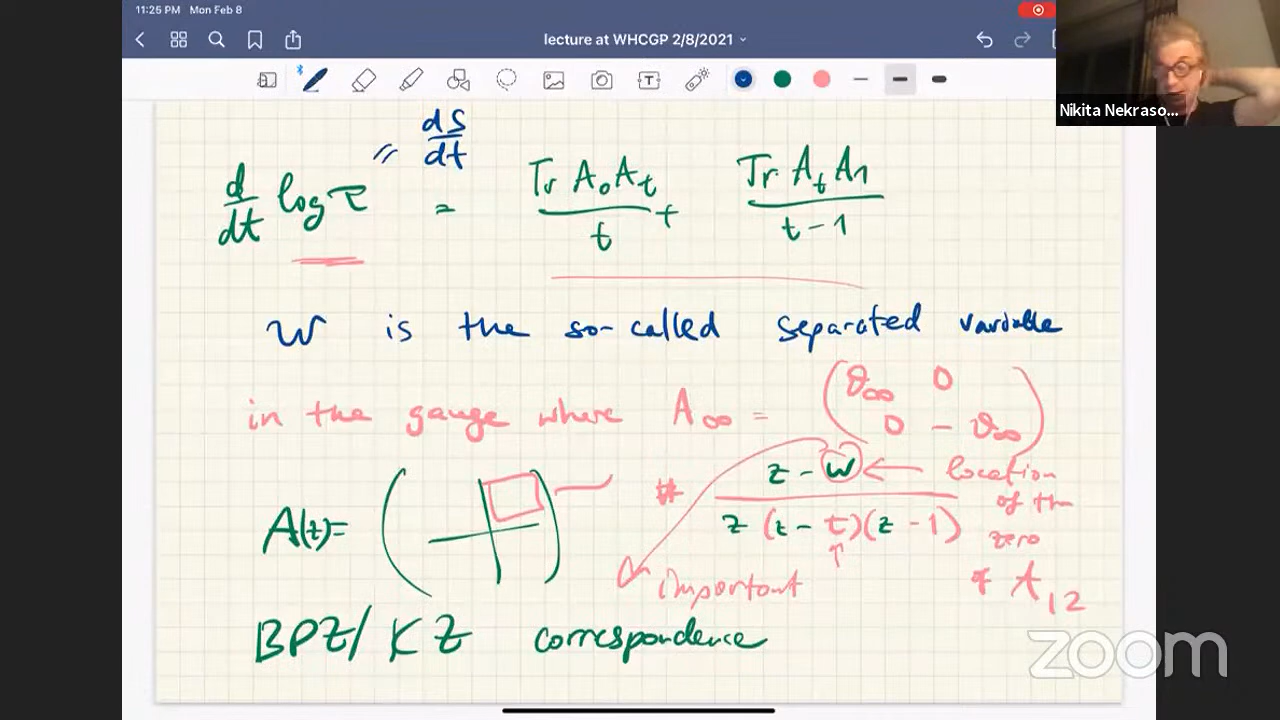 11:25 PM Mon Feb 8
lecture at WHCGP 2/8/2021
Nikita Nekraso...
d/dt log τ = dS/dt = Tr A₀Aₜ / t + Tr AₜA₁ / t-1
w is the so-called separated variable
in the gauge where A∞ = ( ϑ∞ 0
0 -ϑ∞ )
A(t)= # z - w / z (z - t)(z - 1) ← location
of the
zero
of A₁₂
important
BPZ/KZ correspondence
zoom